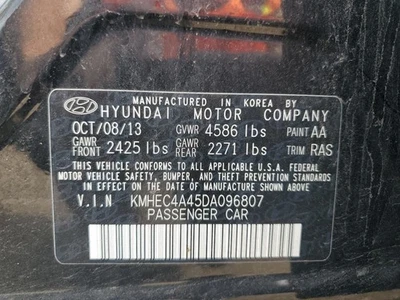 MANUFACTURED IN KOREA BY
HYUNDAI MOTOR COMPANY
OCT/08/13 GVWR 4586 lbs PAINT AA
GAWR FRONT 2425 lbs GAWR REAR 2271 lbs TRIM RAS
THIS VEHICLE CONFORMS TO ALL APPLICABLE U.S.A. FEDERAL
MOTOR VEHICLE SAFETY, BUMPER, AND THEFT PREVENTION STANDARDS
IN EFFECT ON THE DATE OF MANUFACTURE SHOWN ABOVE.
V.I.N KMHEC4A45DA096807
PASSENGER CAR